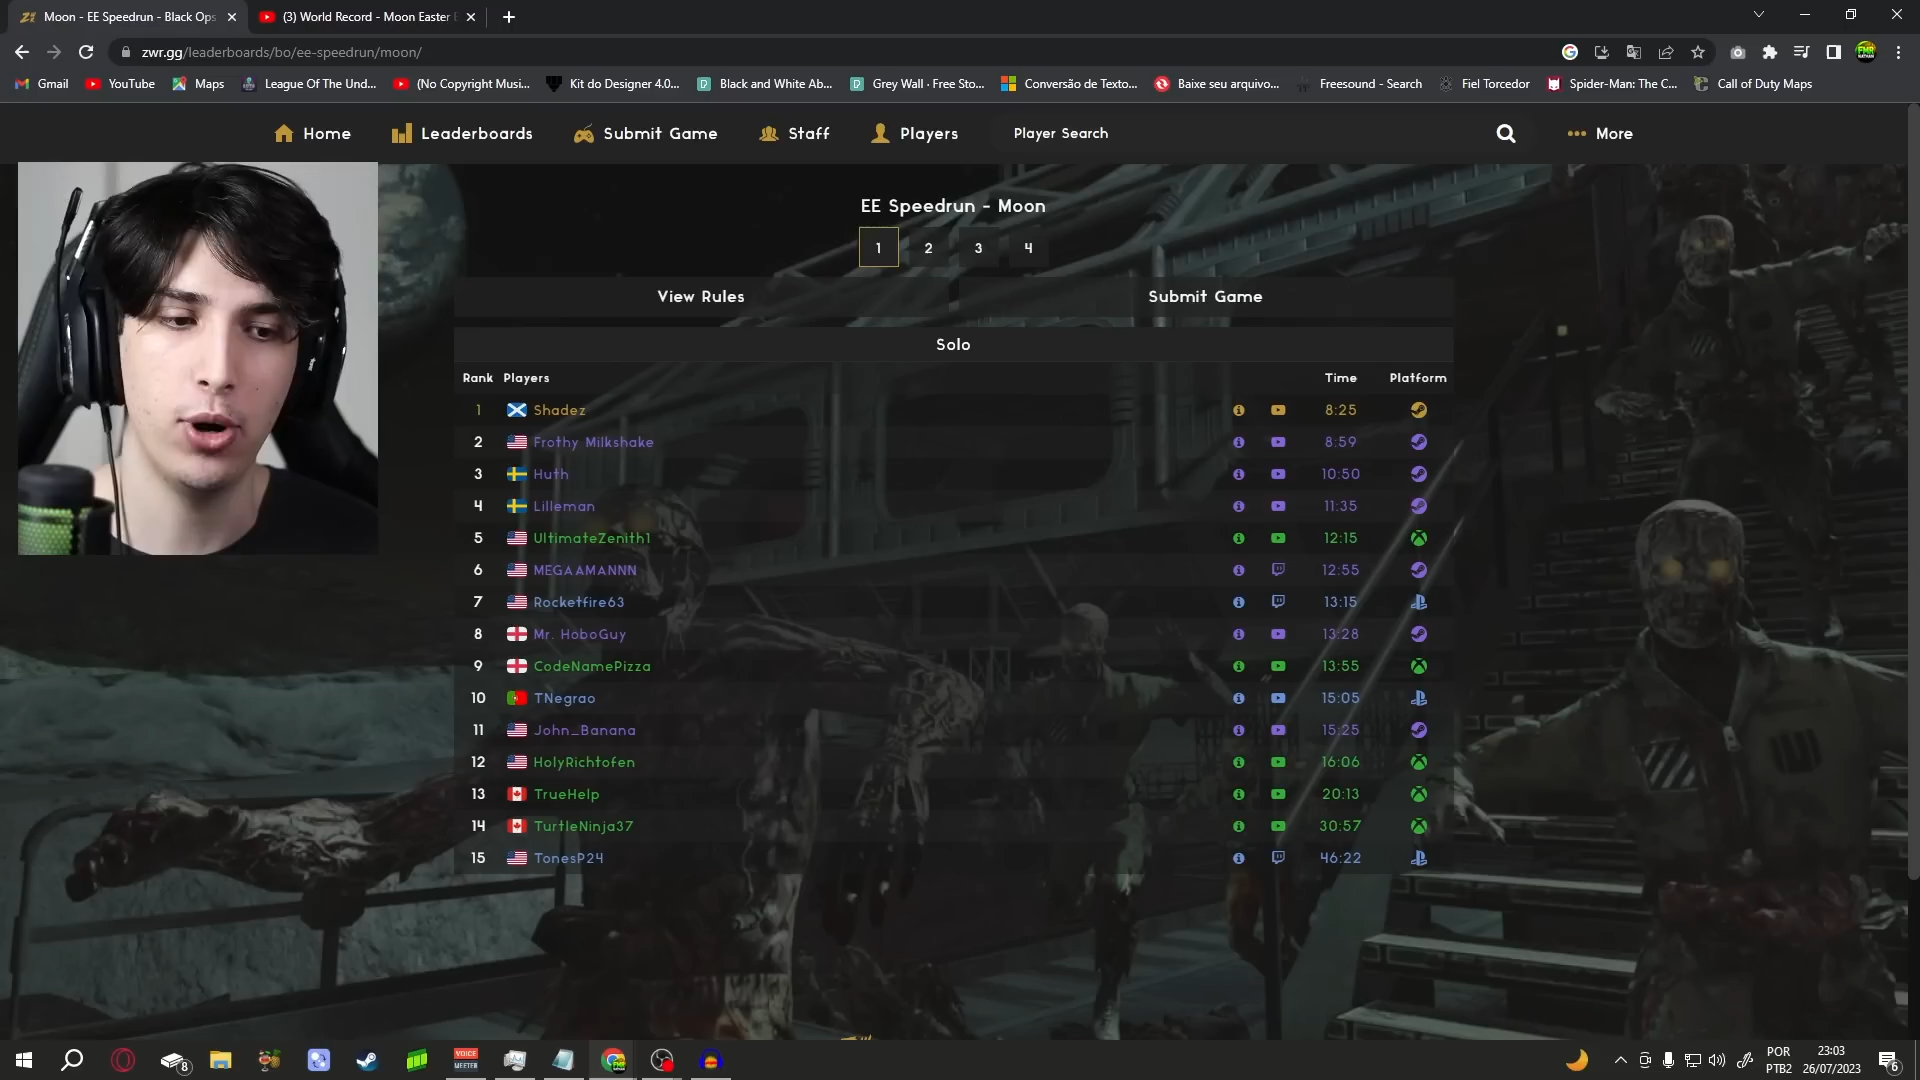 Moon - EE Speedrun - Black Ops
(3) World Record - Moon Easter
zwr.gg/leaderboards/bo/ee-speedrun/moon/
Gmail YouTube Maps League Of The Und... (No Copyright Musi... Kit do Designer 4.0... Black and White Ab... Grey Wall · Free Sto... Conversão de Texto... Baixe seu arquivo... Freesound - Search Fiel Torcedor Spider-Man: The C... Call of Duty Maps
Home Leaderboards Submit Game Staff Players Player Search More
EE Speedrun - Moon
1 2 3 4
View Rules Submit Game
Solo
Rank Players Time Platform
1 Shadez 8:25
2 Frothy Milkshake 8:59
3 Huth 10:50
4 Lilleman 11:35
5 UltimateZenith1 12:15
6 MEGAAMANNN 12:55
7 Rocketfire63 13:15
8 Mr. HoboGuy 13:28
9 CodeNamePizza 13:55
10 TNegrao 15:05
11 John_Banana 15:25
12 HolyRichtofen 16:06
13 TrueHelp 20:13
14 TurtleNinja37 30:57
15 TonesP24 46:22
8
VOICE
MEETER
POR
PTB2
23:03
26/07/2023
6